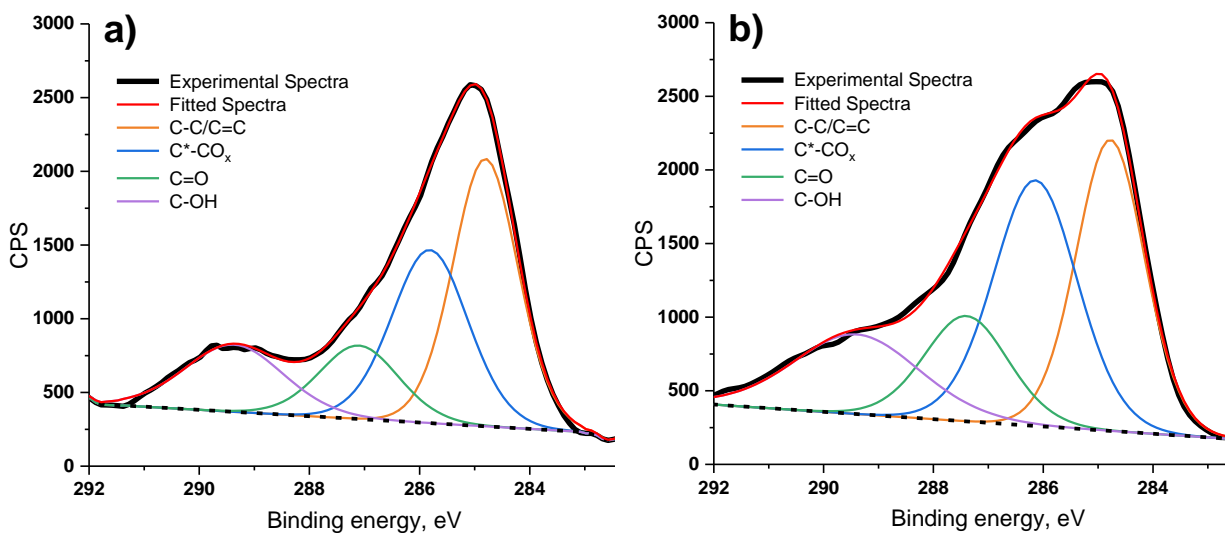 a)
3000
2500
2000
1500
1000
500
0
CPS
Experimental Spectra
Fitted Spectra
C-C/C=C
C*-COx
C=O
C-OH
292
290
288
286
284
Binding energy, eV
b)
3000
2500
2000
1500
1000
500
0
CPS
Experimental Spectra
Fitted Spectra
C-C/C=C
C*-COx
C=O
C-OH
292
290
288
286
284
Binding energy, eV